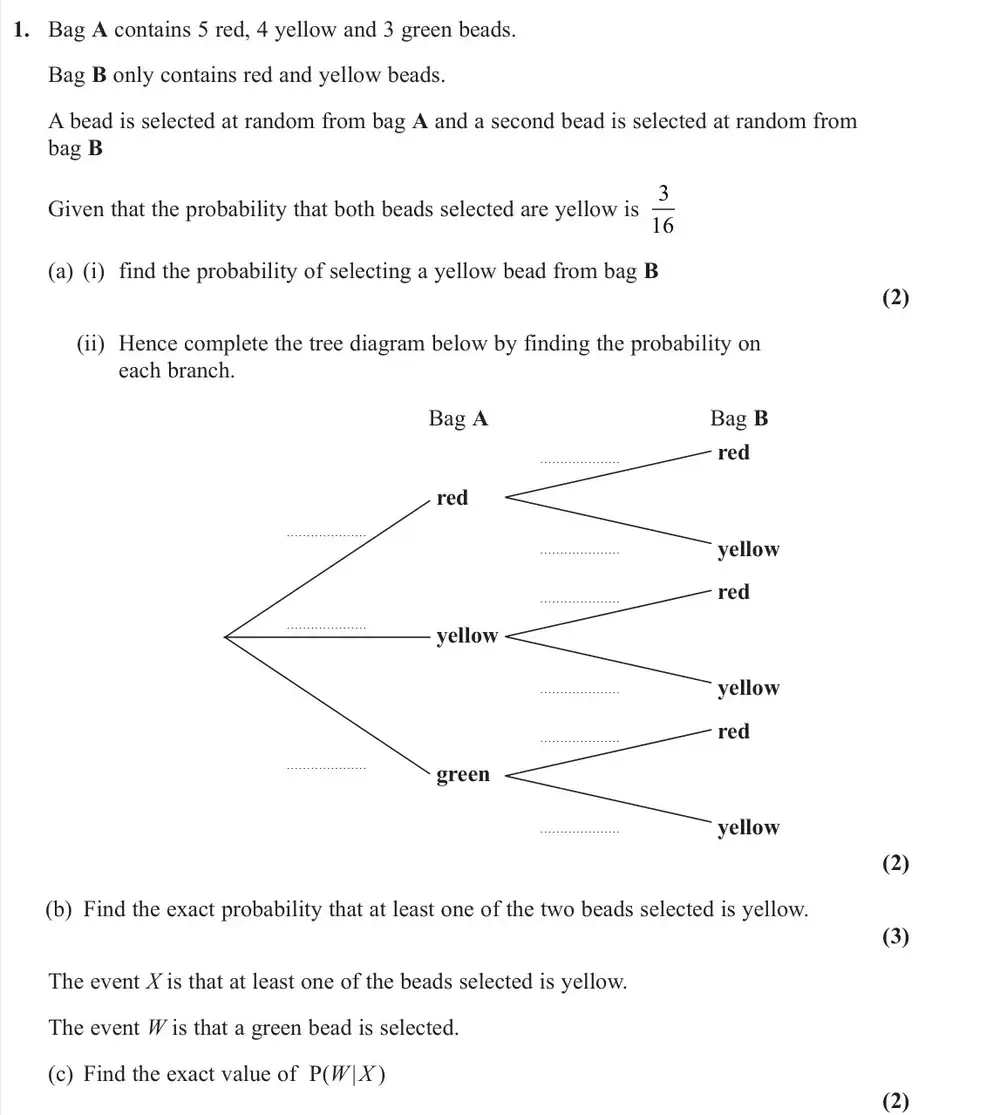 1. Bag A contains 5 red, 4 yellow and 3 green beads.
Bag B only contains red and yellow beads.
A bead is selected at random from bag A and a second bead is selected at random from
bag B
Given that the probability that both beads selected are yellow is 3/16
(a) (i) find the probability of selecting a yellow bead from bag B
(2)
(ii) Hence complete the tree diagram below by finding the probability on
each branch.
Bag A Bag B
red
red
yellow
red
yellow
yellow
red
green
yellow
(2)
(b) Find the exact probability that at least one of the two beads selected is yellow.
(3)
The event X is that at least one of the beads selected is yellow.
The event W is that a green bead is selected.
(c) Find the exact value of P(W|X)
(2)